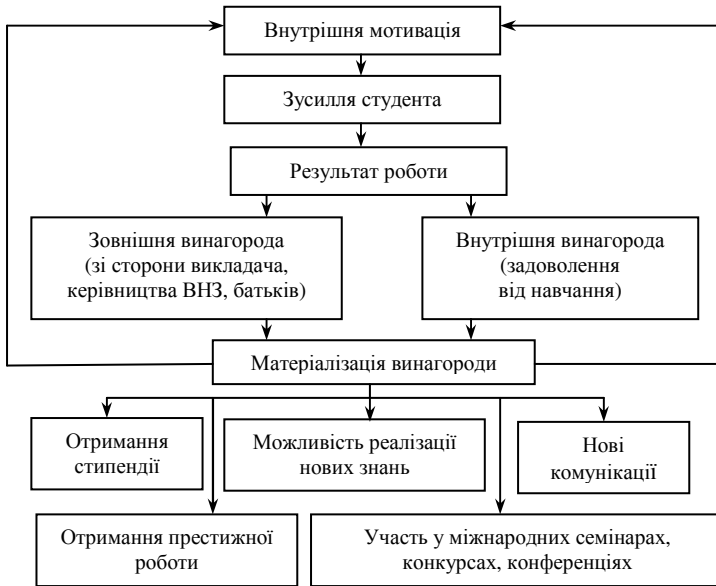 Внутрішня мотивація
Зусилля студента
Результат роботи
Зовнішня винагорода
(зі сторони викладача,
керівництва ВНЗ, батьків)
Внутрішня винагорода
(задоволення
від навчання)
Матеріалізація винагороди
Отримання
стипендії
Можливість реалізації
нових знань
Нові
комунікації
Отримання престижної
роботи
Участь у міжнародних семінарах,
конкурсах, конференціях